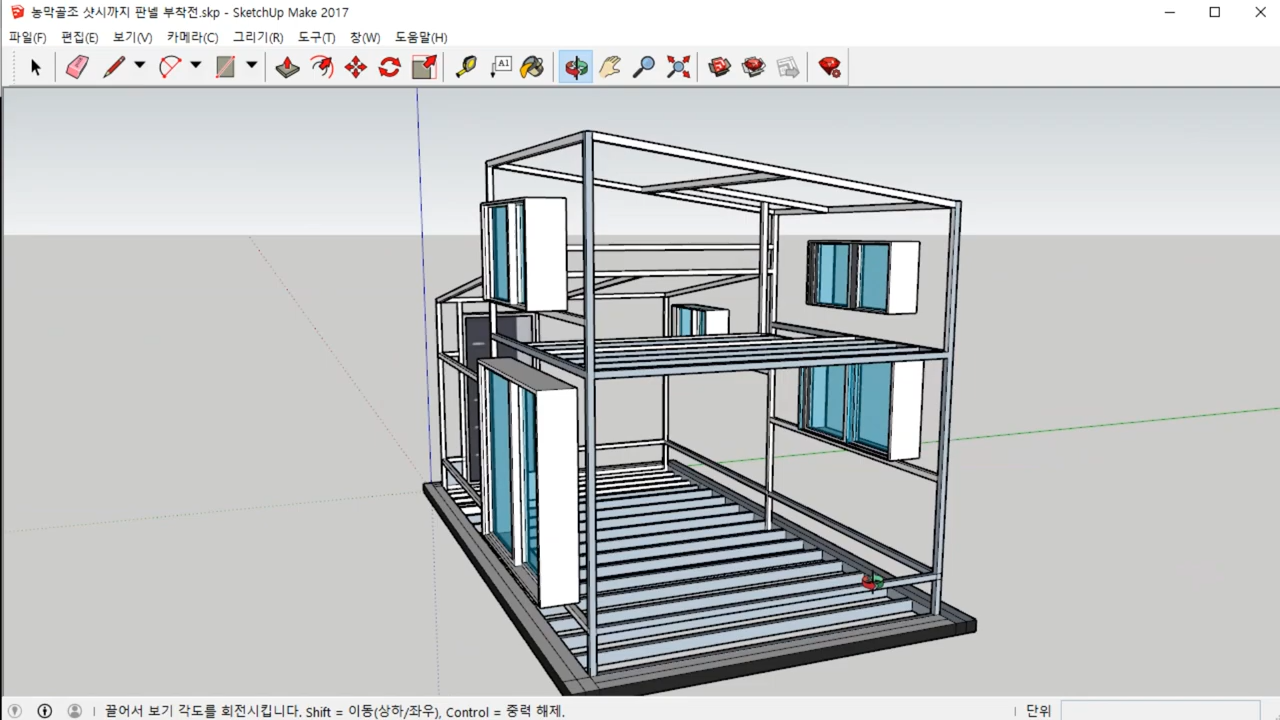 농막골조 샷시까지 판넬 부착전.skp - SketchUp Make 2017
파일(F) 편집(E) 보기(V) 카메라(C) 그리기(R) 도구(T) 창(W) 도움말(H)
A1
끌어서 보기 각도를 회전시킵니다. Shift = 이동(상하/좌우), Control = 중력 해제.
단위